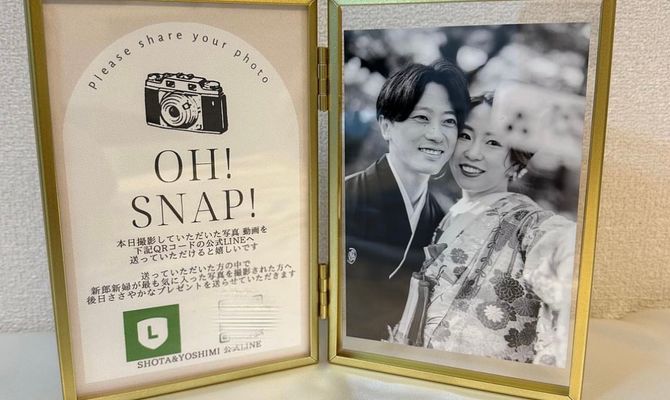 Please share your photo
OH!
SNAP!
本日撮影していただいた写真 動画を
下記QRコードの公式LINEへ
送っていただけると嬉しいです
送っていただいた方の中で
新郎新婦が最も気に入った写真を撮影された方へ
後日ささやかなプレゼントを送らせていただきます
L
SHOTA&YOSHIMI 公式LINE